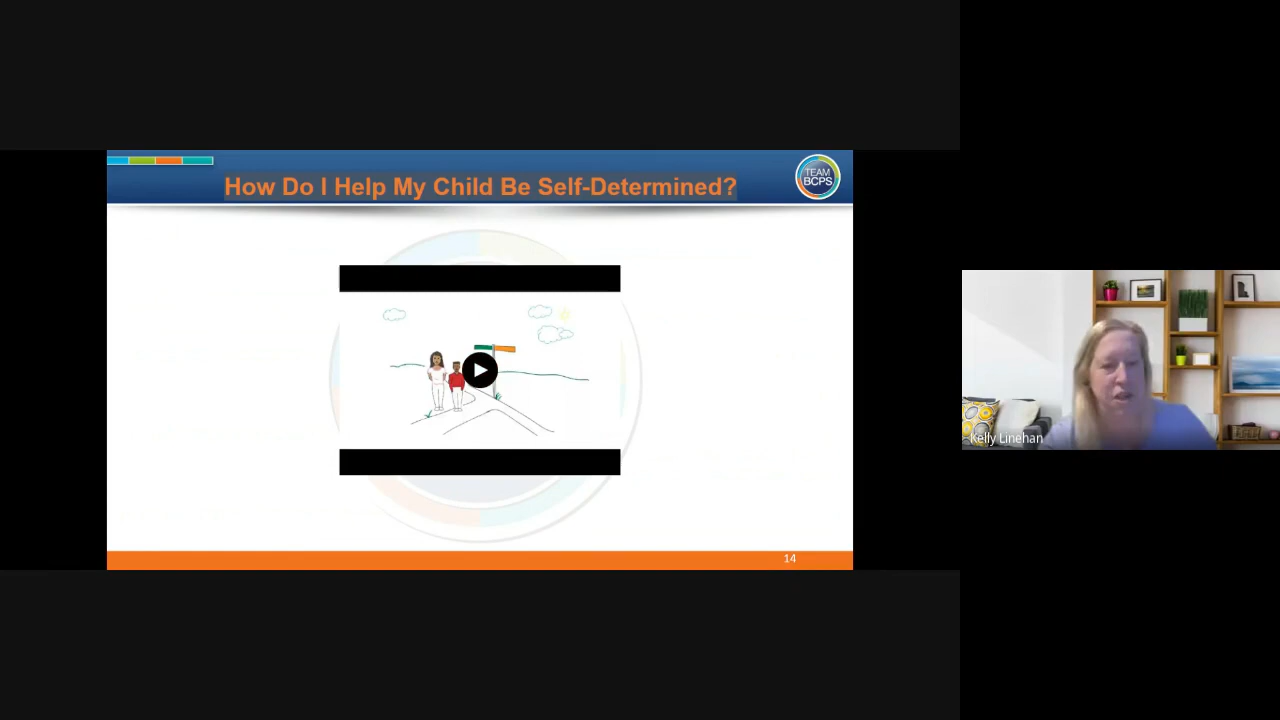 How Do I Help My Child Be Self-Determined?
TEAM
BCPS
14
Kelly Linehan